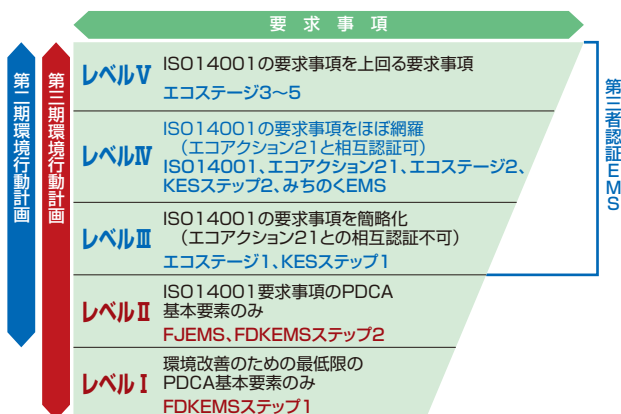 要求事項
第二期環境行動計画
第三期環境行動計画
レベルⅤ
ISO14001の要求事項を上回る要求事項
エコステージ3〜5
レベルⅣ
ISO14001の要求事項をほぼ網羅
（エコアクション21と相互認証可）
ISO14001、エコアクション21、エコステージ2、
KESステップ2、みちのくEMS
レベルⅢ
ISO14001の要求事項を簡略化
（エコアクション21との相互認証不可）
エコステージ1、KESステップ1
レベルⅡ
ISO14001要求事項のPDCA
基本要素のみ
FJEMS、FDKEMSステップ2
レベルⅠ
環境改善のための最低限の
PDCA基本要素のみ
FDKEMSステップ1
第三者認証EMS